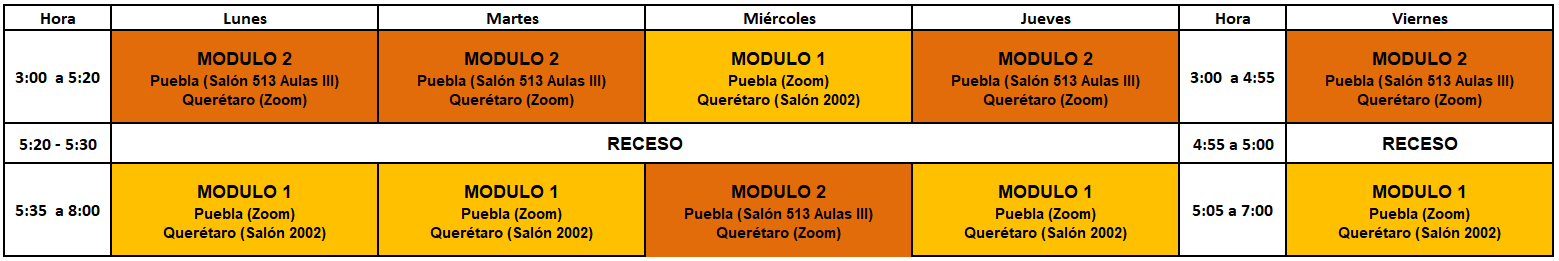 Hora Lunes Martes Miércoles Jueves Hora Viernes
MODULO 2 MODULO 2 MODULO 1 MODULO 2 MODULO 2
3:00 a 5:20 Puebla (Salón 513 Aulas III) Puebla (Salón 513 Aulas III) Puebla (Zoom) Puebla (Salón 513 Aulas III) 3:00 a 4:55 Puebla (Salón 513 Aulas III)
Querétaro (Zoom) Querétaro (Zoom) Querétaro (Salón 2002) Querétaro (Zoom) Querétaro (Zoom)
5:20 - 5:30 RECESO 4:55 a 5:00 RECESO
MODULO 1 MODULO 1 MODULO 2 MODULO 1 MODULO 1
5:35 a 8:00 Puebla (Zoom) Puebla (Zoom) Puebla (Salón 513 Aulas III) Puebla (Zoom) 5:05 a 7:00 Puebla (Zoom)
Querétaro (Salón 2002) Querétaro (Salón 2002) Querétaro (Zoom) Querétaro (Salón 2002) Querétaro (Salón 2002)